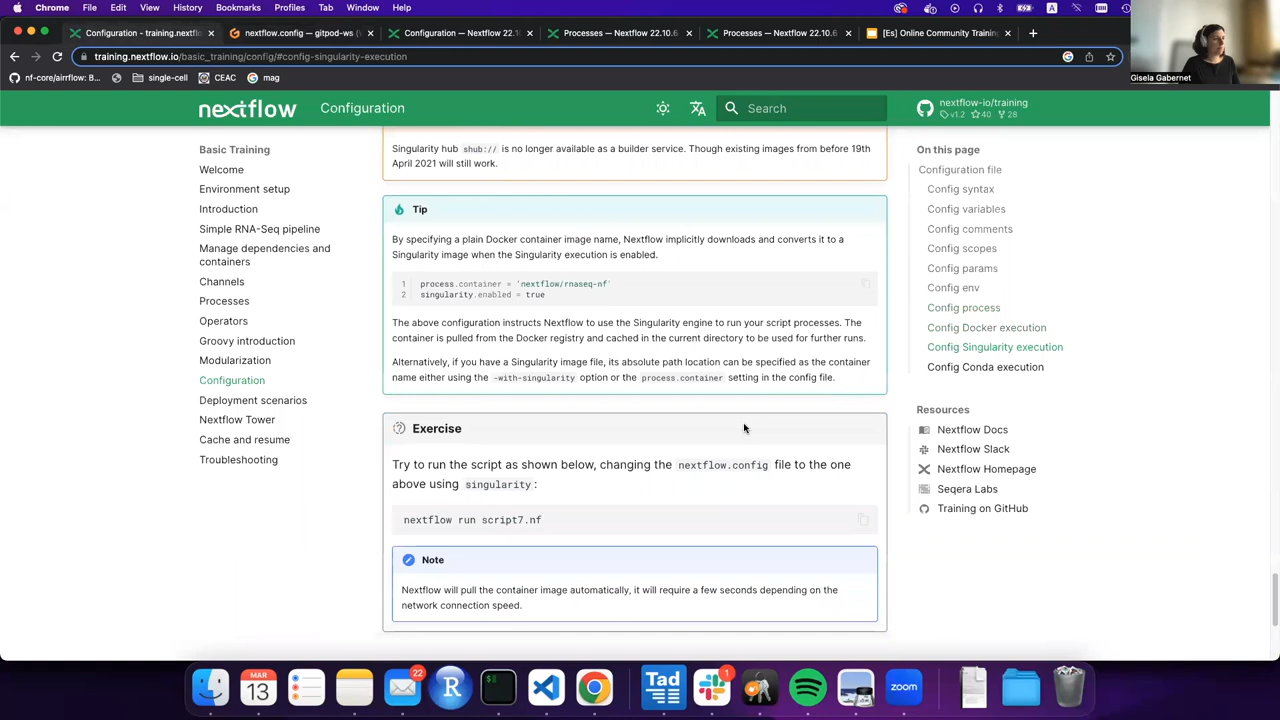 Chrome File Edit View History Bookmarks Profiles Tab Window Help
Configuration - training.nextfl
nextflow.config — gitpod-ws (
Configuration — Nextflow 22.10.
Processes — Nextflow 22.10.6
Processes — Nextflow 22.10.6
[Es] Online Community Trainin
training.nextflow.io/basic_training/config/#config-singularity-execution
nf-core/airrflow: B...
single-cell
CEAC
mag
Gisela Gabernet
nextflow
Configuration
Search
nextflow-io/training
v1.2 40 28
Basic Training
Welcome
Environment setup
Introduction
Simple RNA-Seq pipeline
Manage dependencies and
containers
Channels
Processes
Operators
Groovy introduction
Modularization
Configuration
Deployment scenarios
Nextflow Tower
Cache and resume
Troubleshooting
Singularity hub shub:// is no longer available as a builder service. Though existing images from before 19th
April 2021 will still work.
Tip
By specifying a plain Docker container image name, Nextflow implicitly downloads and converts it to a
Singularity image when the Singularity execution is enabled.
1 process.container = 'nextflow/rnaseq-nf'
2 singularity.enabled = true
The above configuration instructs Nextflow to use the Singularity engine to run your script processes. The
container is pulled from the Docker registry and cached in the current directory to be used for further runs.
Alternatively, if you have a Singularity image file, its absolute path location can be specified as the container
name either using the -with-singularity option or the process.container setting in the config file.
Exercise
Try to run the script as shown below, changing the nextflow.config file to the one
above using singularity :
nextflow run script7.nf
Note
Nextflow will pull the container image automatically, it will require a few seconds depending on the
network connection speed.
On this page
Configuration file
Config syntax
Config variables
Config comments
Config scopes
Config params
Config env
Config process
Config Docker execution
Config Singularity execution
Config Conda execution
Resources
Nextflow Docs
Nextflow Slack
Nextflow Homepage
Seqera Labs
Training on GitHub
MAR
13
22
R
$
Tad
TEXT
1
zoom